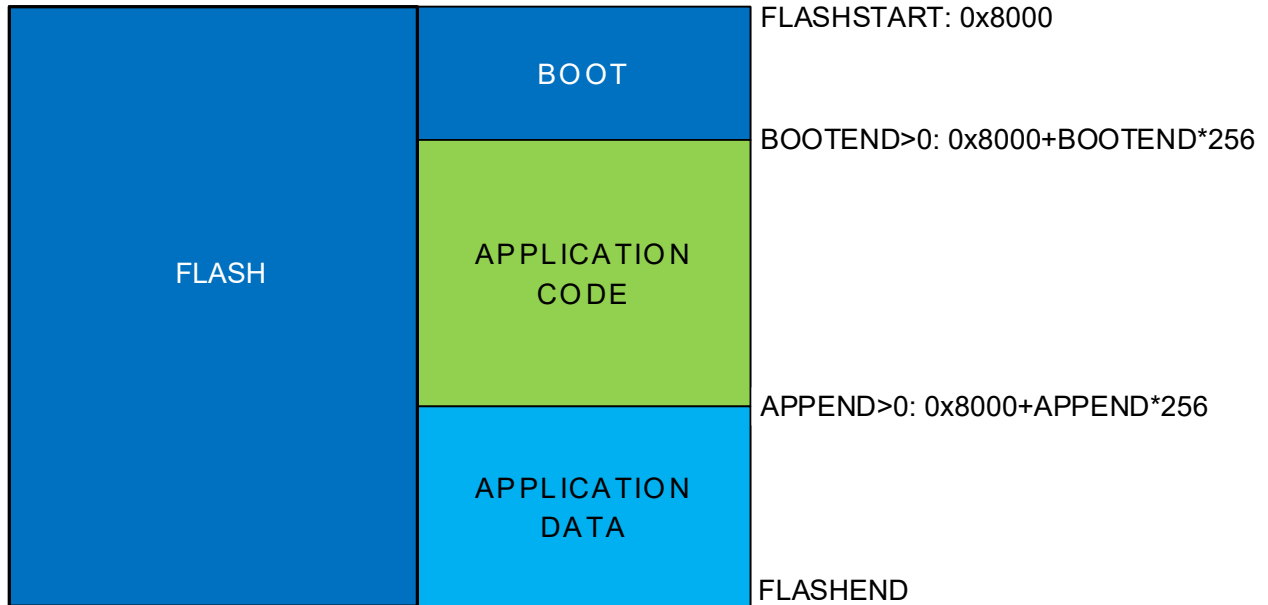 FLASHSTART: 0x8000
BOOT
BOOTEND>0: 0x8000+BOOTEND*256
FLASH
APPLICATION
CODE
APPEND>0: 0x8000+APPEND*256
APPLICATION
DATA
FLASHEND